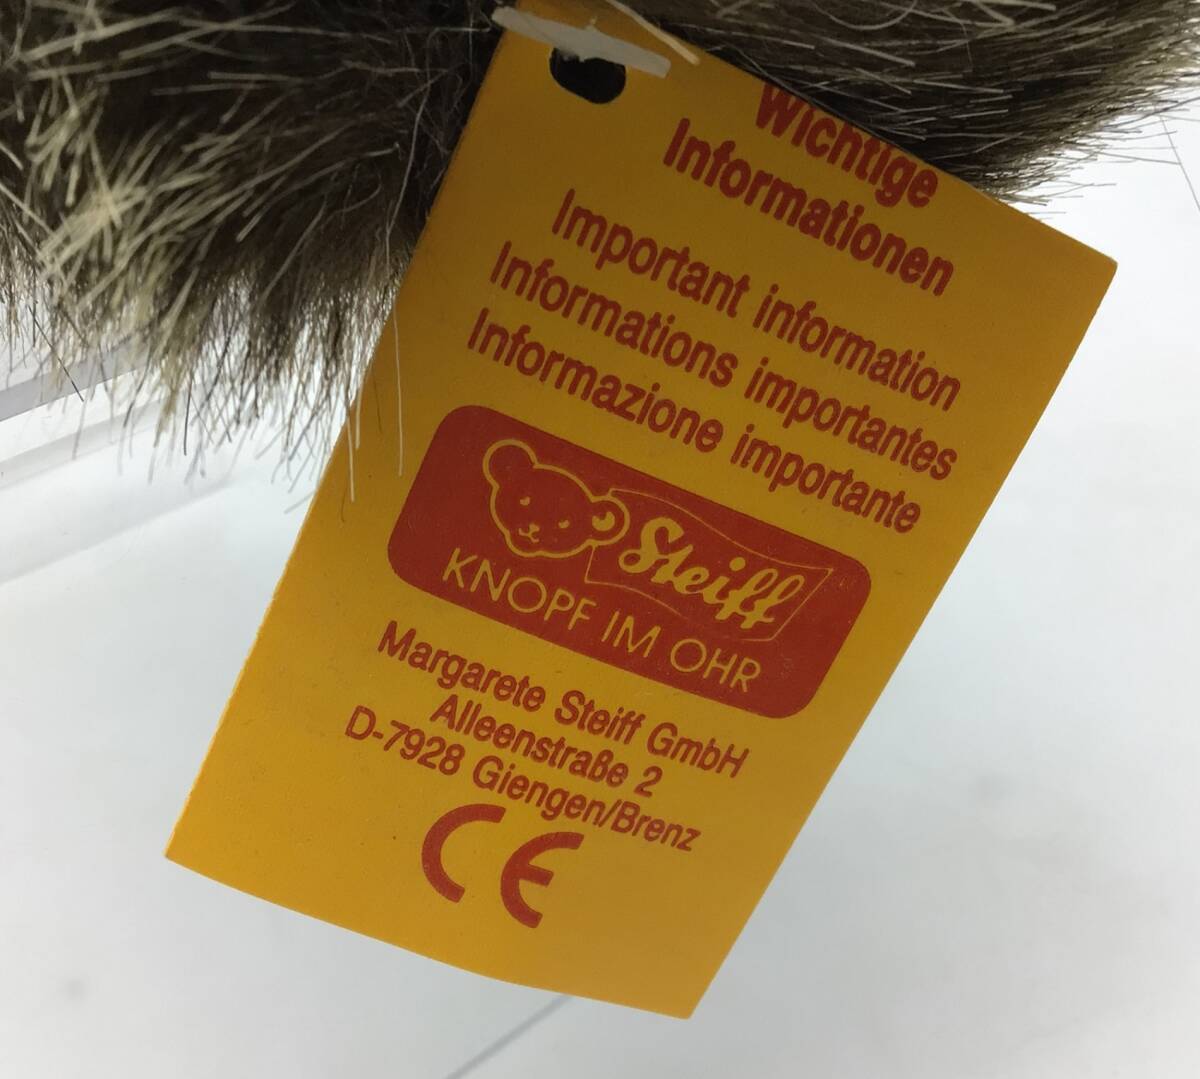 Wichtige
Informationen
Important information
Informations importantes
Informazione importante
Steiff
KNOPF IM OHR
Margarete Steiff GmbH
Alleenstraße 2
D-7928 Giengen/Brenz
CE